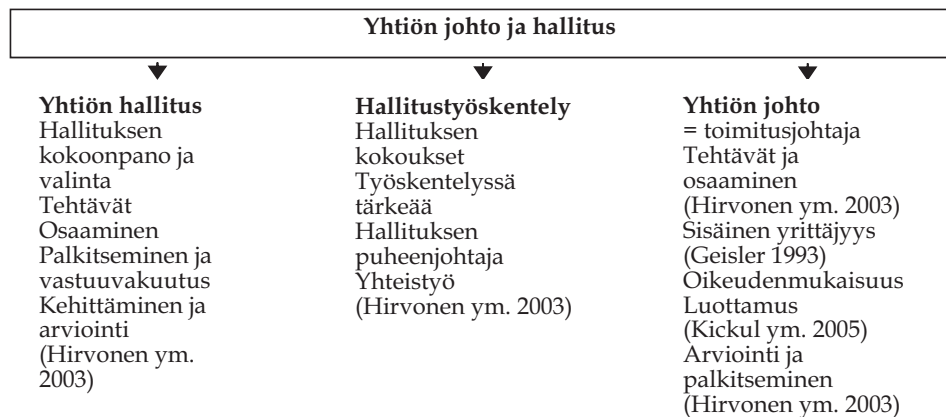 Yhtiön johto ja hallitus
Yhtiön hallitus
Hallituksen
kokoonpano ja
valinta
Tehtävät
Osaaminen
Palkitseminen ja
vastuuvakuutus
Kehittäminen ja
arviointi
(Hirvonen ym.
2003)
Hallitustyöskentely
Hallituksen
kokoukset
Työskentelyssä
tärkeää
Hallituksen
puheenjohtaja
Yhteistyö
(Hirvonen ym. 2003)
Yhtiön johto
= toimitusjohtaja
Tehtävät ja
osaaminen
(Hirvonen ym. 2003)
Sisäinen yrittäjyys
(Geisler 1993)
Oikeudenmukaisuus
Luottamus
(Kickul ym. 2005)
Arviointi ja
palkitseminen
(Hirvonen ym. 2003)